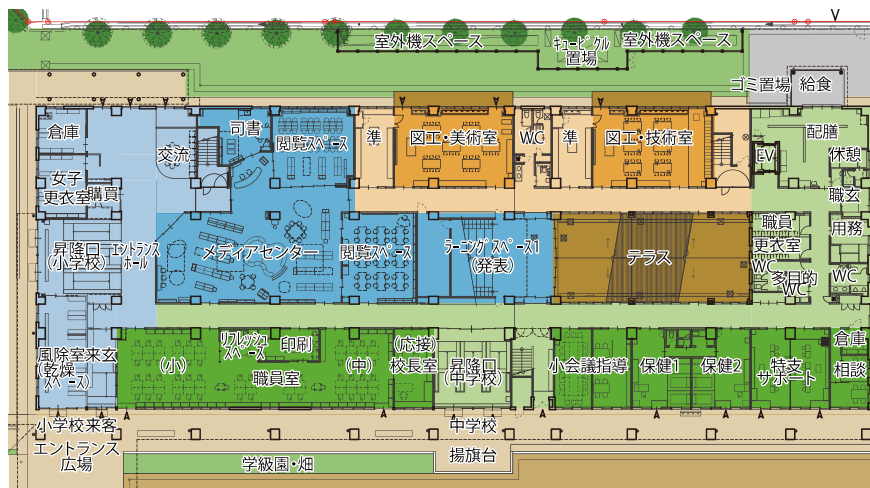 室外機スペース
キュービクル
置場
室外機スペース
ゴミ置場
給食
倉庫
交流
司書
閲覧スペース
準
図工・美術室
WC
準
図工・技術室
EV
配膳
休憩
女子
更衣室
購買
職玄
昇降口
(小学校)
エントランス
ホール
メディアセンター
閲覧スペース
ラーニングスペース1
(発表)
テラス
職員
更衣室
用務
WC
多目的
WC
WC
風除室
(乾燥
スペース)
来玄
(小)
リフレッシュ
スペース
印刷
職員室
(中)
(応接)
校長室
昇降口
(中学校)
小会議
指導
保健1
保健2
特支
サポート
倉庫
相談
小学校
来客
エントランス
広場
中学校
揚旗台
学級園・畑